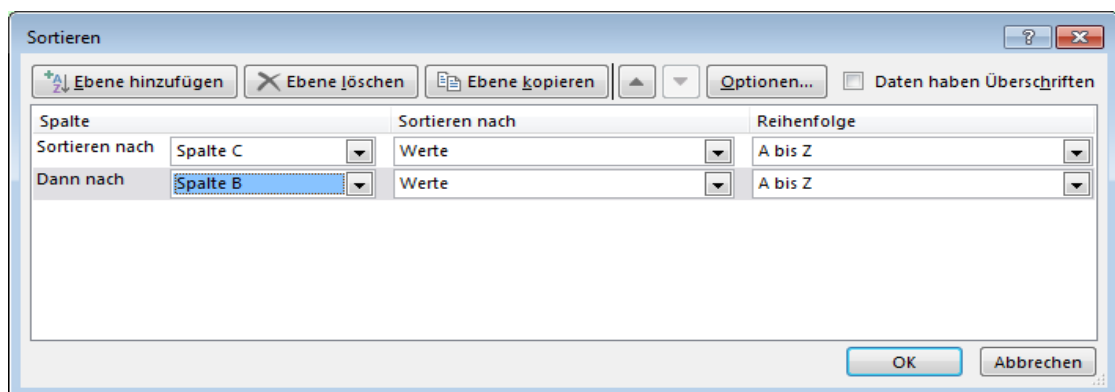 Sortieren
Ebene hinzufügen Ebene löschen Ebene kopieren Optionen... Daten haben Überschriften
Spalte Sortieren nach Reihenfolge
Sortieren nach Spalte C Werte A bis Z
Dann nach Spalte B Werte A bis Z
OK Abbrechen